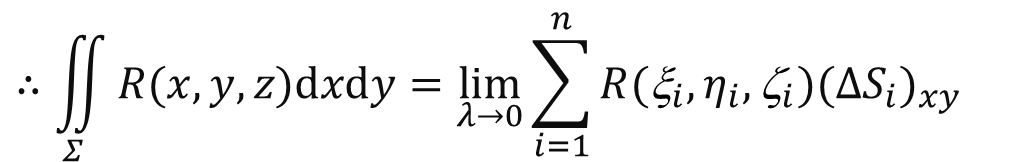 ∴ ∬_Σ R(x, y, z)dxdy = lim_{λ→0} ∑_{i=1}^{n} R(ξ_i, η_i, ζ_i)(ΔS_i)_{xy}